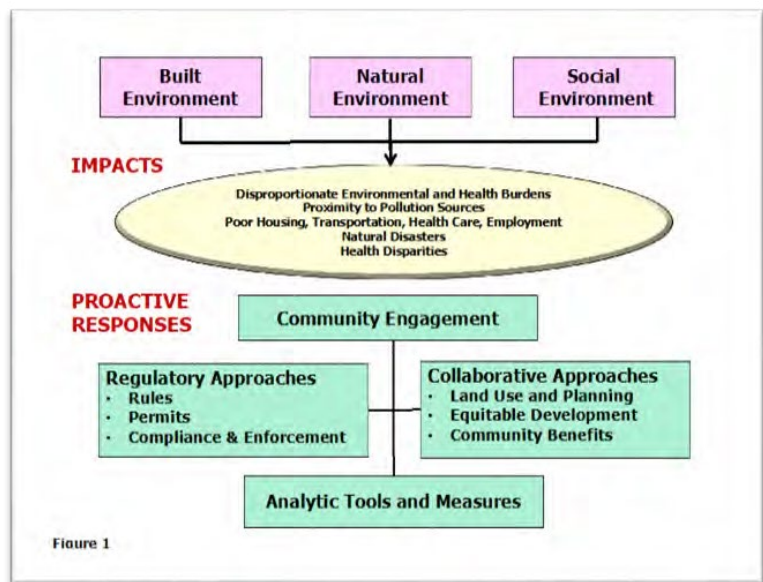 Built
Environment
Natural
Environment
Social
Environment
IMPACTS
Disproportionate Environmental and Health Burdens
Proximity to Pollution Sources
Poor Housing, Transportation, Health Care, Employment
Natural Disasters
Health Disparities
PROACTIVE
RESPONSES
Community Engagement
Regulatory Approaches
· Rules
· Permits
· Compliance & Enforcement
Collaborative Approaches
· Land Use and Planning
· Equitable Development
· Community Benefits
Analytic Tools and Measures
Figure 1